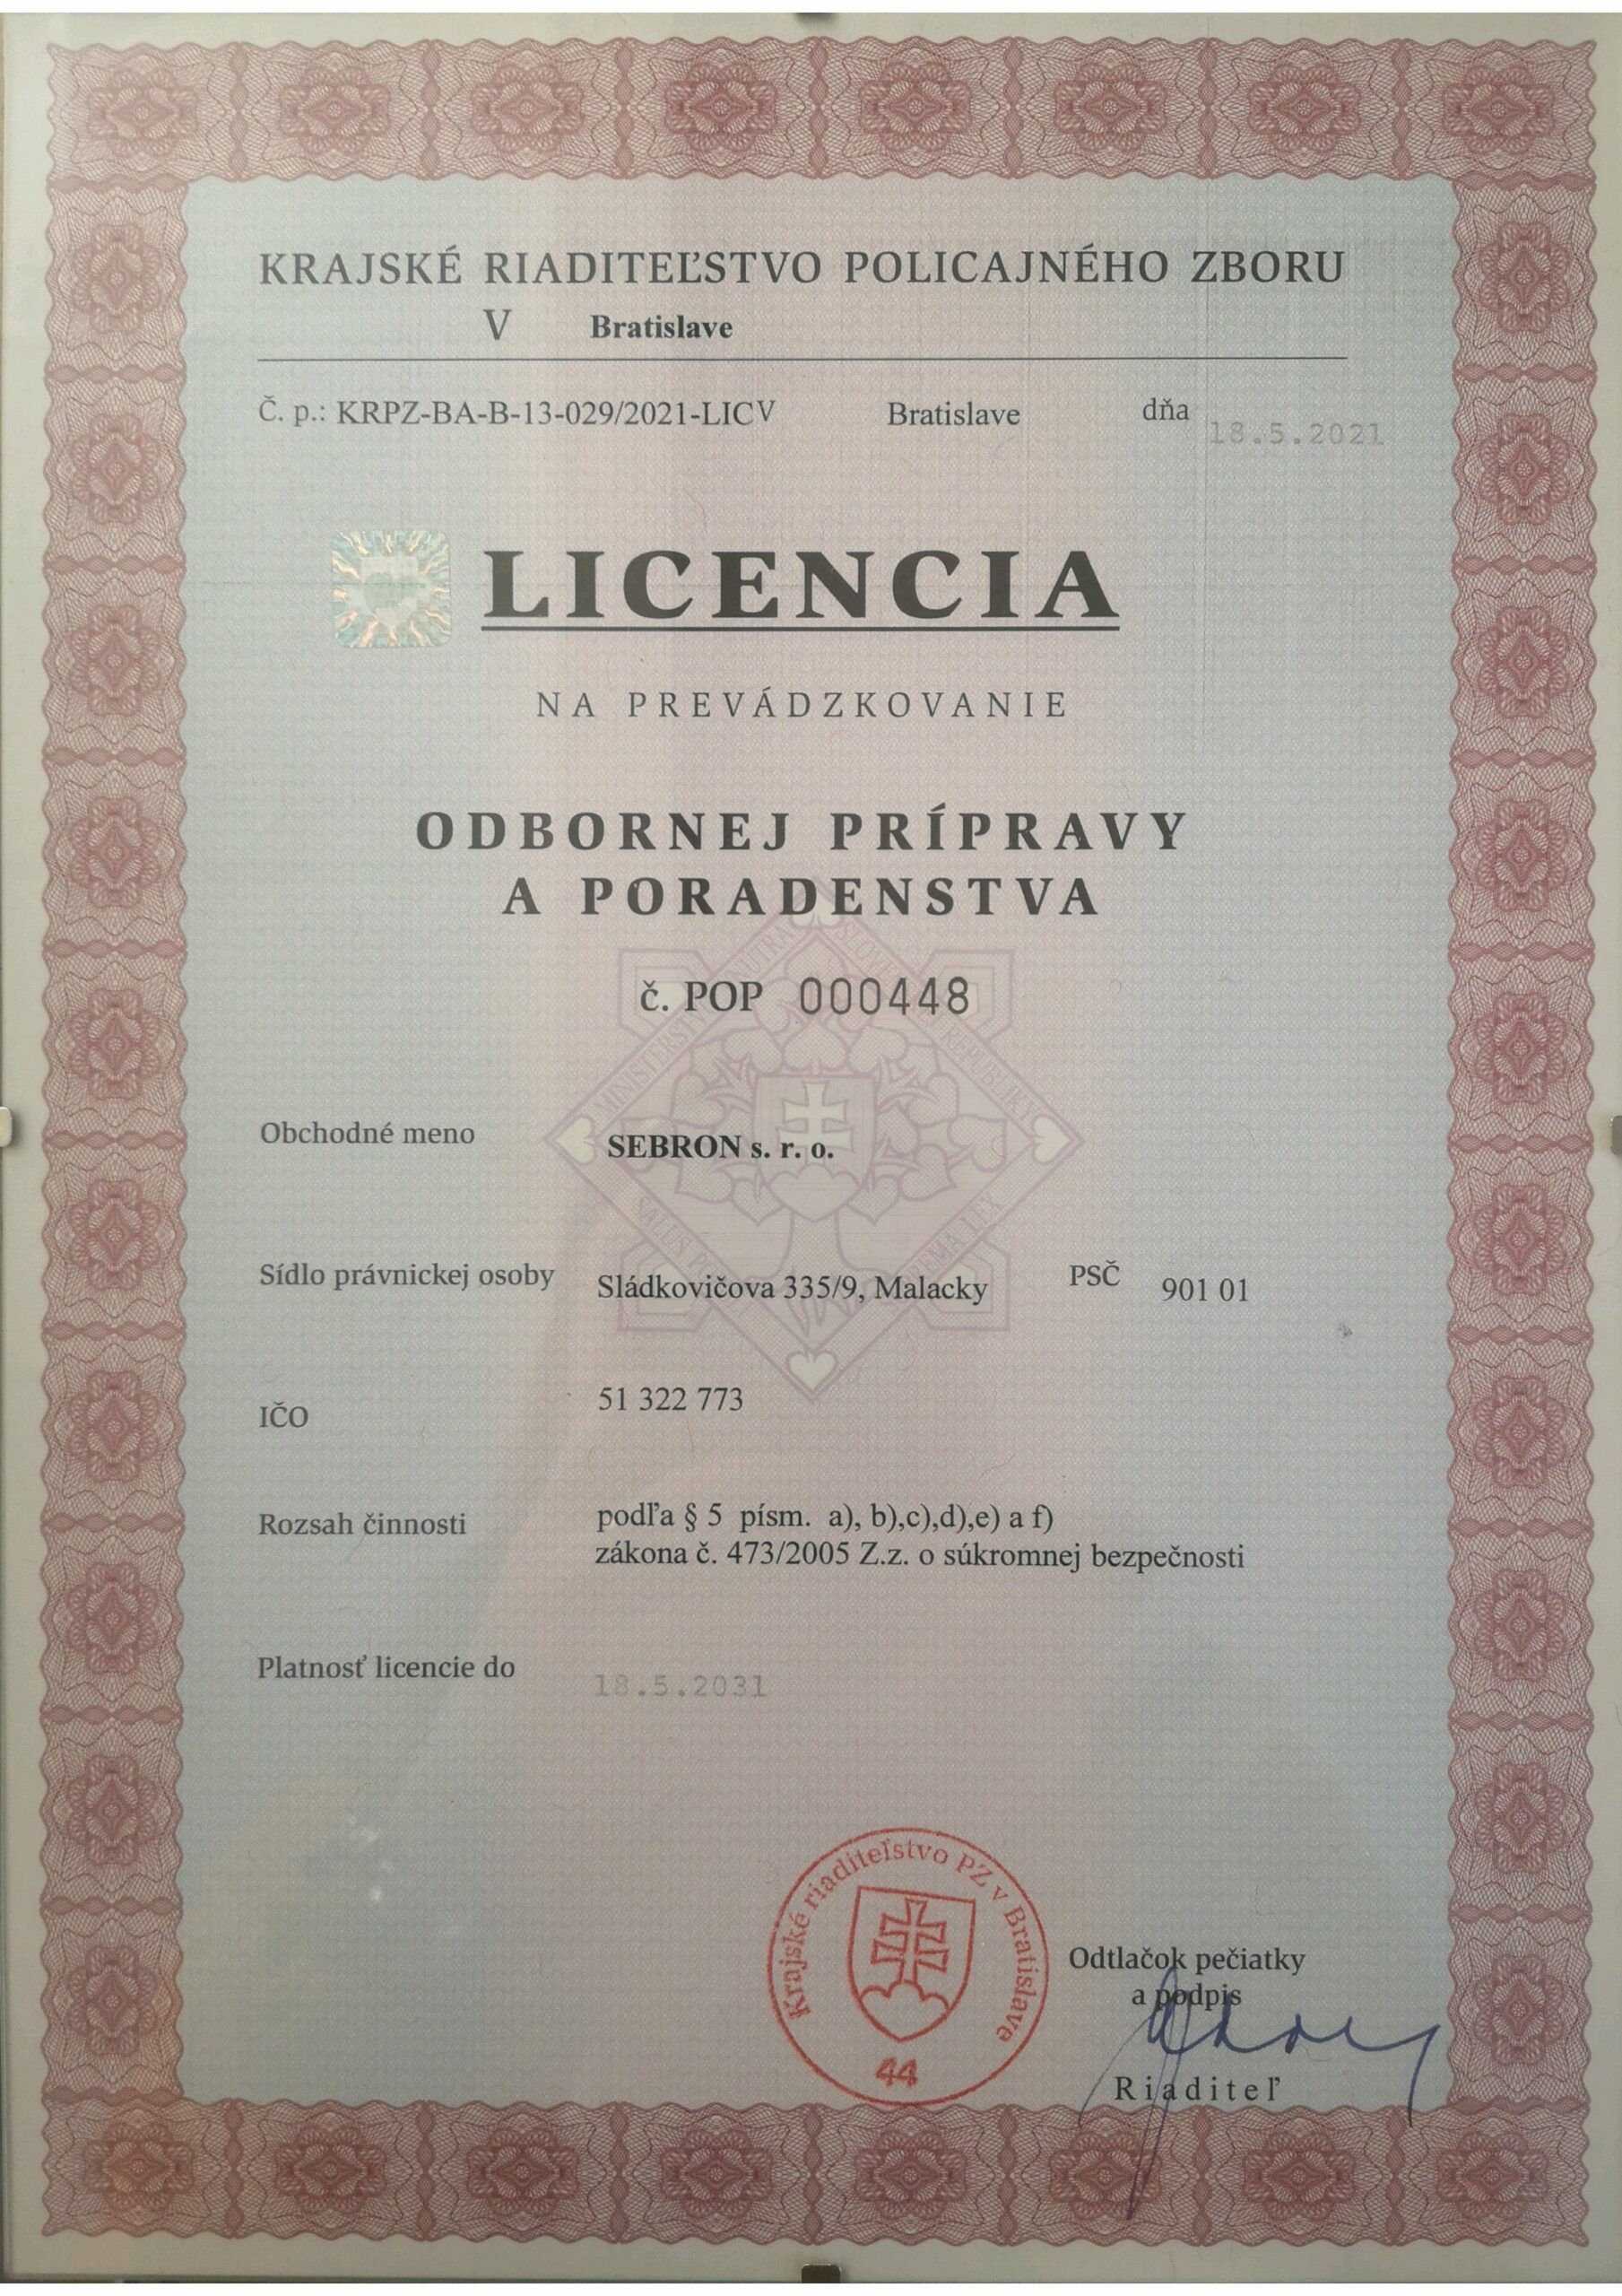 KRAJSKÉ RIADITEĽSTVO POLICAJNÉHO ZBORU
V Bratislave
Č. p.: KRPZ-BA-B-13-029/2021-LICV Bratislave dňa 18.5.2021
LICENCIA
NA PREVÁDZKOVANIE
ODBORNEJ PRÍPRAVY
A PORADENSTVA
č. POP 000448
Obchodné meno SEBRON s. r. o.
Sídlo právnickej osoby Sládkovičova 335/9, Malacky PSČ 901 01
IČO 51 322 773
Rozsah činnosti podľa § 5 písm. a), b),c),d),e) a f)
zákona č. 473/2005 Z.z. o súkromnej bezpečnosti
Platnosť licencie do 18.5.2031
Krajské riaditeľstvo PZ v Bratislave
44
Odtlačok pečiatky
a podpis
Riaditeľ